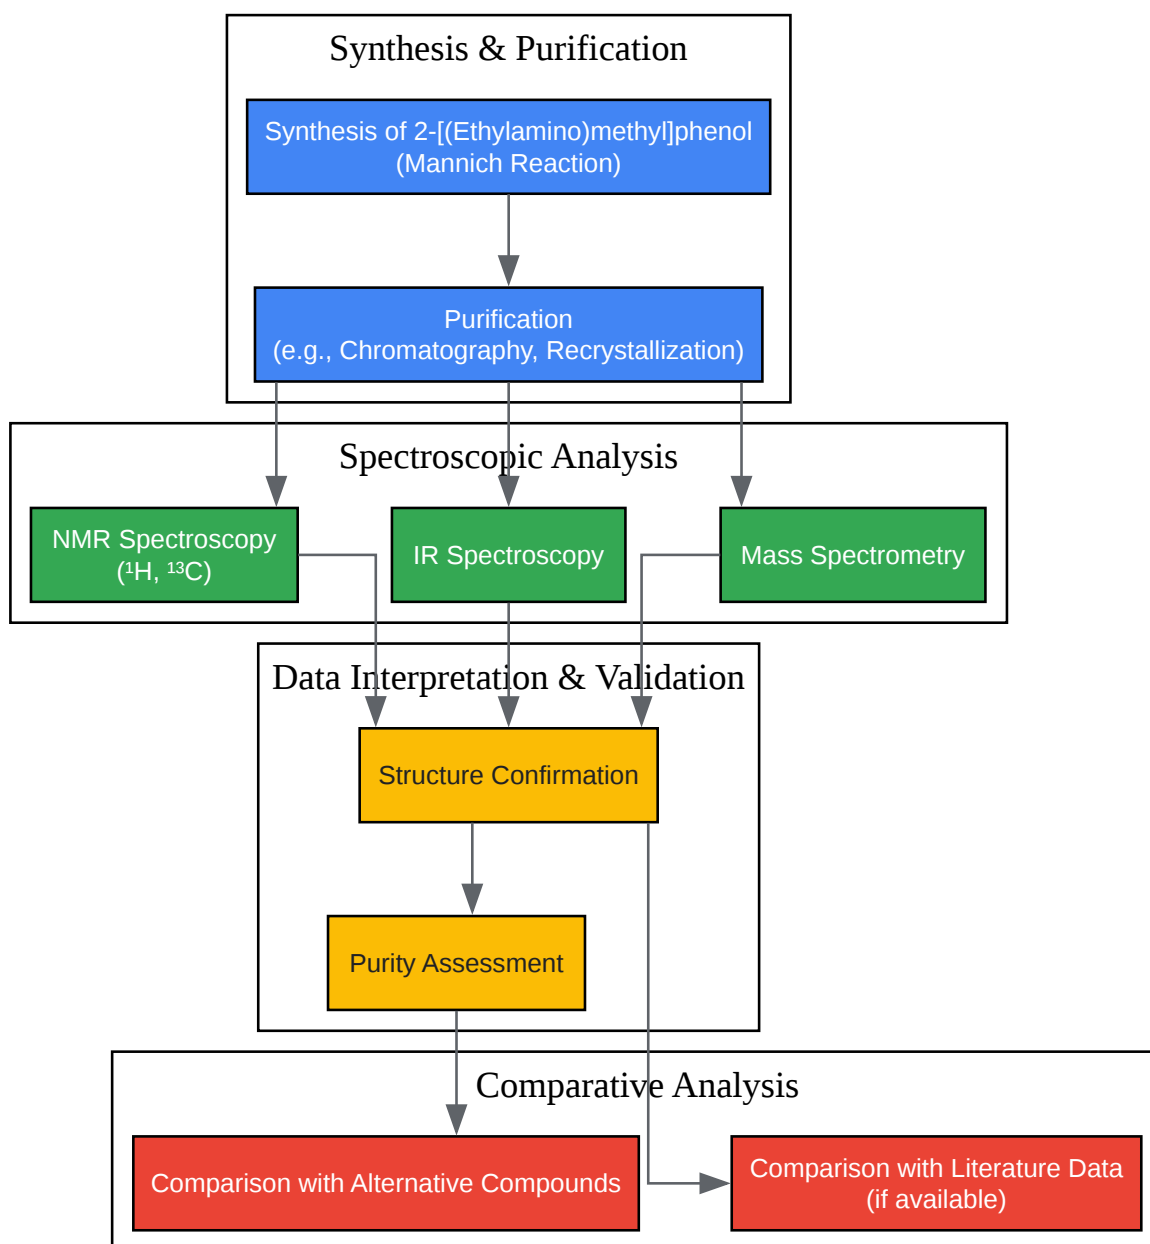 Synthesis & Purification
Synthesis of 2-[(Ethylamino)methyl]phenol
(Mannich Reaction)
Purification
(e.g., Chromatography, Recrystallization)
Spectroscopic Analysis
NMR Spectroscopy
(¹H, ¹³C)
IR Spectroscopy
Mass Spectrometry
Data Interpretation & Validation
Structure Confirmation
Purity Assessment
Comparative Analysis
Comparison with Alternative Compounds
Comparison with Literature Data
(if available)